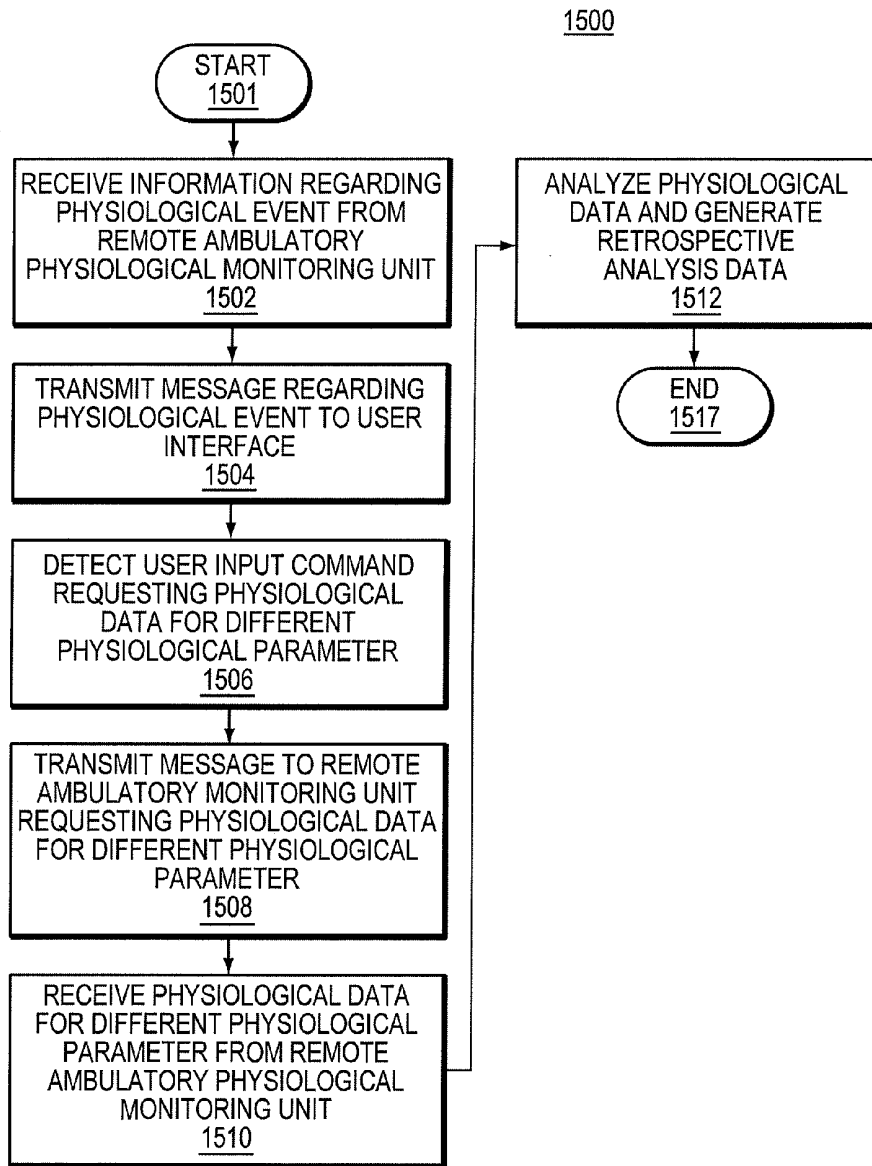 1500
START
1501
RECEIVE INFORMATION REGARDING
PHYSIOLOGICAL EVENT FROM
REMOTE AMBULATORY
PHYSIOLOGICAL MONITORING UNIT
1502
TRANSMIT MESSAGE REGARDING
PHYSIOLOGICAL EVENT TO USER
INTERFACE
1504
DETECT USER INPUT COMMAND
REQUESTING PHYSIOLOGICAL
DATA FOR DIFFERENT
PHYSIOLOGICAL PARAMETER
1506
TRANSMIT MESSAGE TO REMOTE
AMBULATORY MONITORING UNIT
REQUESTING PHYSIOLOGICAL DATA
FOR DIFFERENT PHYSIOLOGICAL
PARAMETER
1508
RECEIVE PHYSIOLOGICAL DATA
FOR DIFFERENT PHYSIOLOGICAL
PARAMETER FROM REMOTE
AMBULATORY PHYSIOLOGICAL
MONITORING UNIT
1510
ANALYZE PHYSIOLOGICAL
DATA AND GENERATE
RETROSPECTIVE
ANALYSIS DATA
1512
END
1517